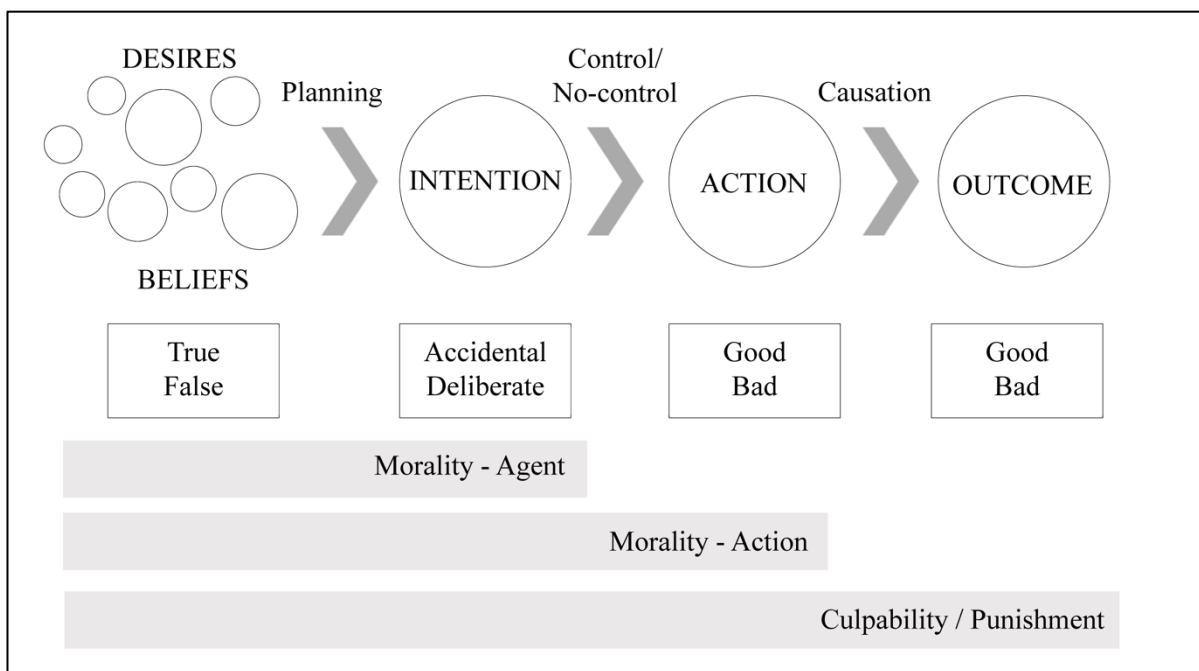 DESIRES
Planning
Control/
No-control
Causation
INTENTION
ACTION
OUTCOME
BELIEFS
True
False
Accidental
Deliberate
Good
Bad
Good
Bad
Morality - Agent
Morality - Action
Culpability / Punishment